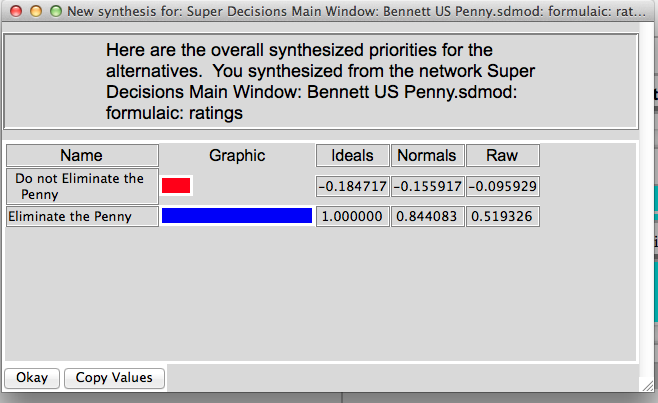 New synthesis for: Super Decisions Main Window: Bennett US Penny.sdmod: formulaic: rat...
Here are the overall synthesized priorities for the
alternatives. You synthesized from the network Super
Decisions Main Window: Bennett US Penny.sdmod:
formulaic: ratings
Name Graphic Ideals Normals Raw
Do not Eliminate the
Penny
-0.184717 -0.155917 -0.095929
Eliminate the Penny 1.000000 0.844083 0.519326
Okay Copy Values